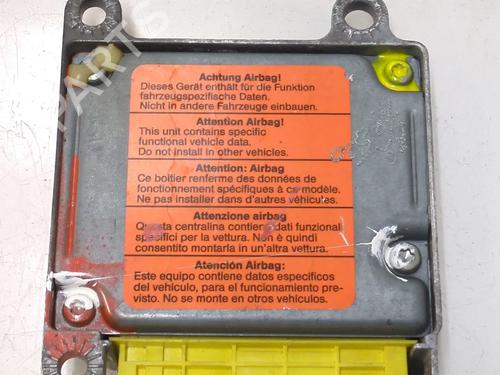 Achtung Airbag!
Dieses Gerät enthält für die Funktion
fahrzeugspezifische Daten.
Nicht in andere Fahrzeuge einbauen.
Attention Airbag!
This unit contains specific
functional vehicle data.
Do not install in other vehicles.
Attention: Airbag
Ce boîtier renferme des données de
fonctionnement spécifiques à ce modèle.
Ne pas installer dans d'autres véhicules.
Attenzione airbag
Questa centralina contiene dati funzionali
specifici per la vettura. Non è quindi
consentito montarla in un'altra vettura.
Atención Airbag:
Este equipo contiene datos específicos
del vehículo, para el funcionamiento pre-
visto. No se monte en otros vehículos.
PARTS